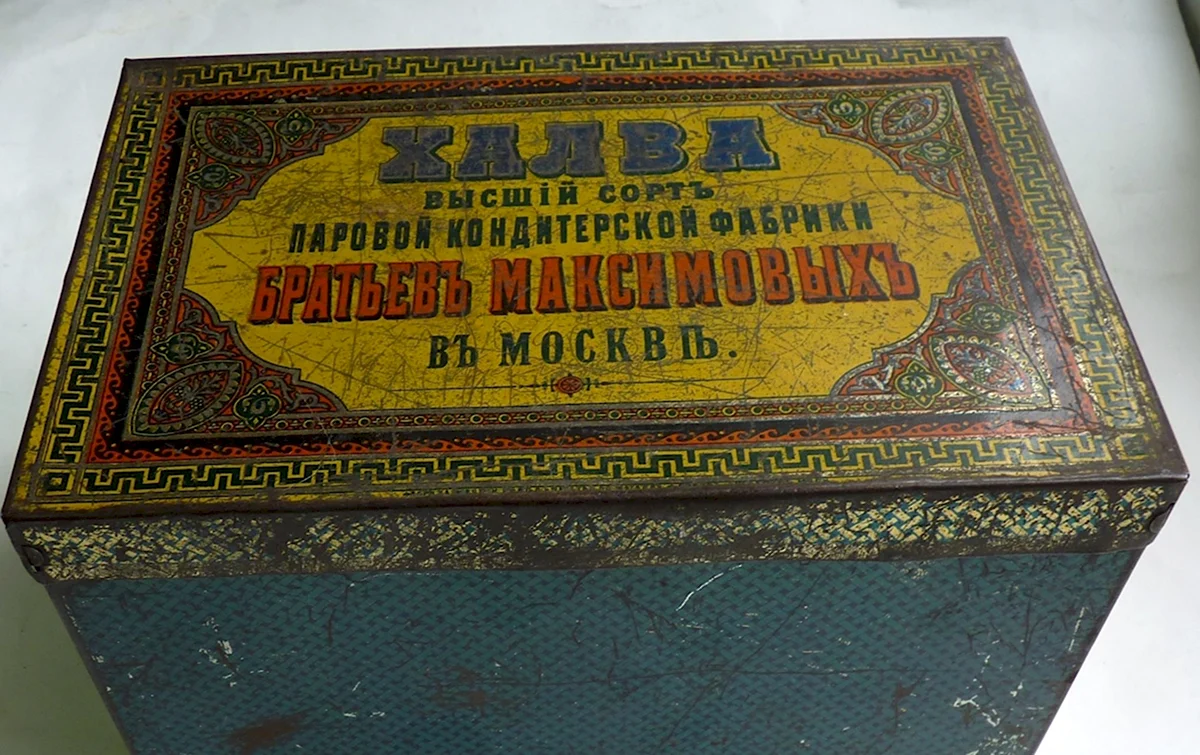 ХАЛВА
ВЫСШІЙ СОРТЪ
ПАРОВОЙ КОНДИТЕРСКОЙ ФАБРИКИ
БРАТЬЕВЪ МАКСИМОВЫХЪ
ВЪ МОСКВѢ.